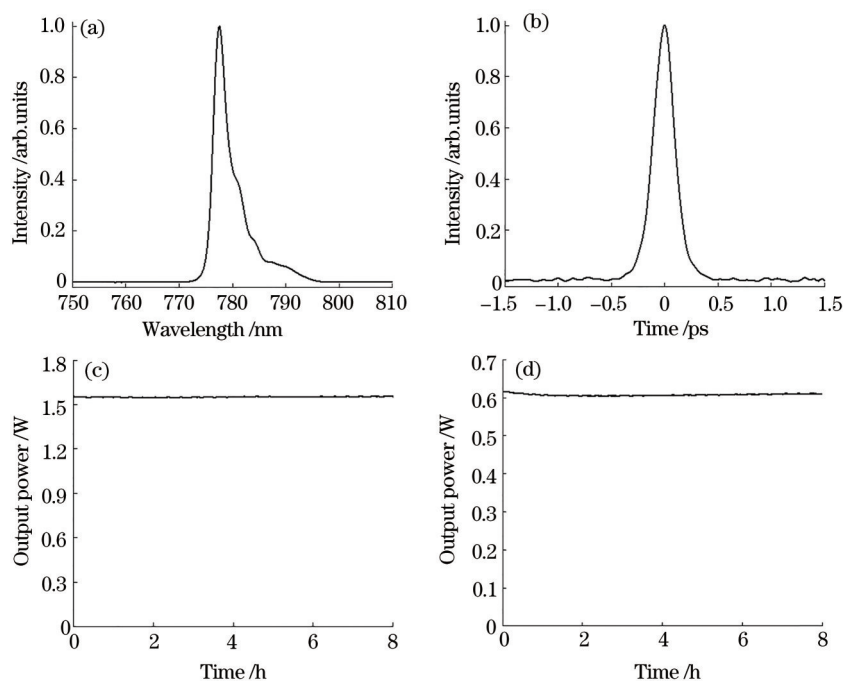 (a)
Intensity /arb.units
1.0
0.8
0.6
0.4
0.2
0
750 760 770 780 790 800 810
Wavelength /nm
(b)
Intensity /arb.units
1.0
0.8
0.6
0.4
0.2
0
−1.5 −1.0 −0.5 0 0.5 1.0 1.5
Time /ps
(c)
Output power /W
1.8
1.5
1.2
0.9
0.6
0.3
0
0 2 4 6 8
Time /h
(d)
Output power /W
0.7
0.6
0.5
0.4
0.3
0.2
0.1
0
0 2 4 6 8
Time /h